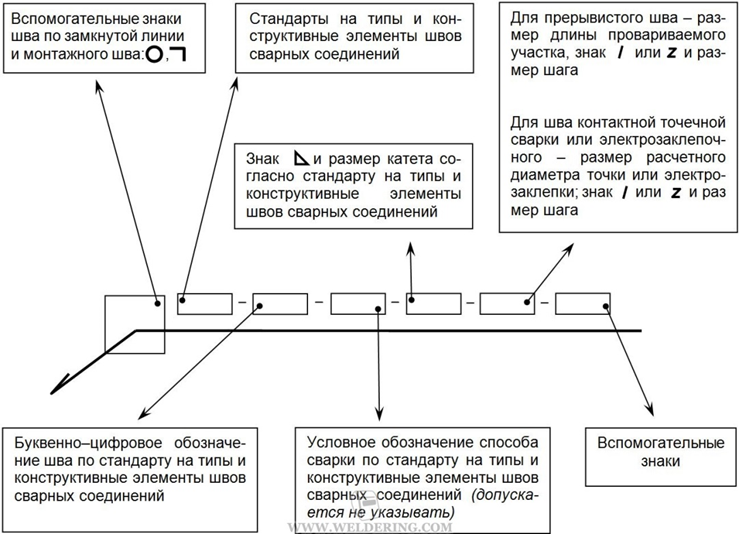 Вспомогательные знаки
шва по замкнутой линии
и монтажного шва: ,
Стандарты на типы и кон-
структивные элементы швов
сварных соединений
Для прерывистого шва – раз-
мер длины провариваемого
участка, знак / или Z и раз-
мер шага
Для шва контактной точечной
сварки или электрозаклепоч-
ного – размер расчетного
диаметра точки или электро-
заклепки; знак / или Z и раз
мер шага
Знак и размер катета со-
гласно стандарту на типы и
конструктивные элементы
швов сварных соединений
Буквенно–цифровое обозначе-
ние шва по стандарту на типы и
конструктивные элементы швов
сварных соединений
Условное обозначение способа
сварки по стандарту на типы и
конструктивные элементы швов
сварных соединений (допуска-
ется не указывать)
Вспомогательные
знаки
WWW.WELDERING.COM